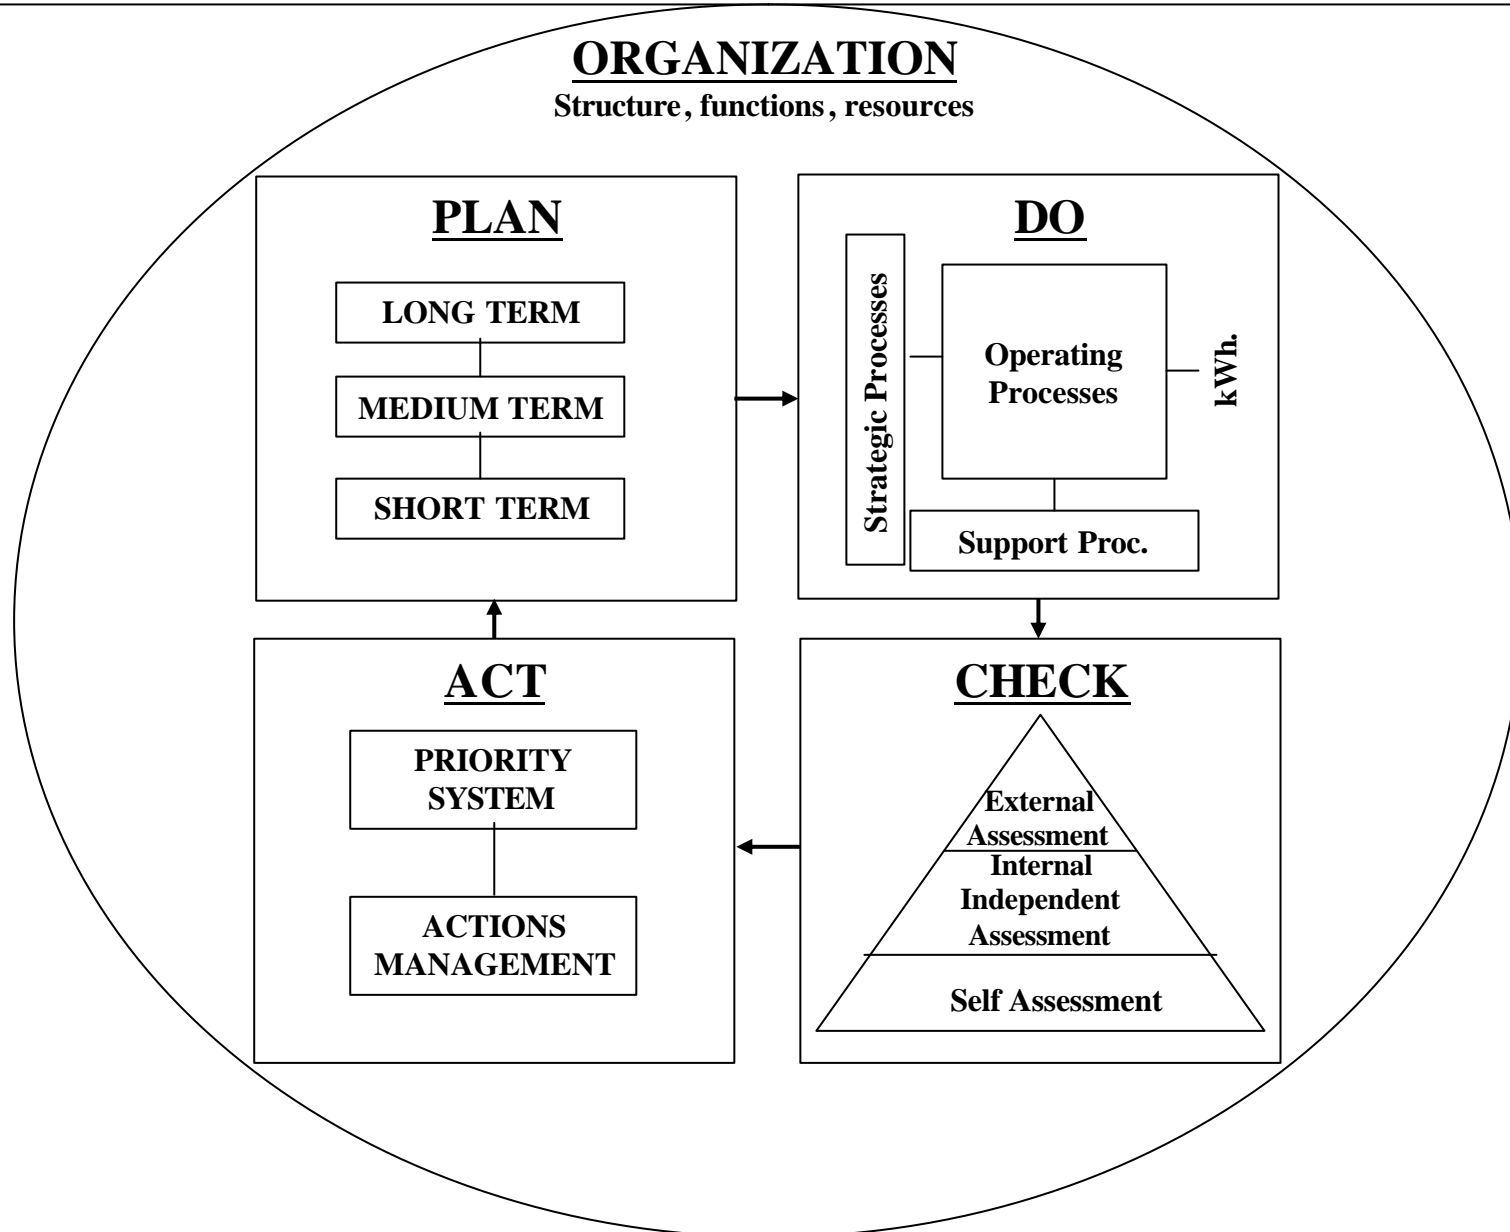 ORGANIZATION
Structure, functions, resources
PLAN
LONG TERM
MEDIUM TERM
SHORT TERM
DO
Strategic Processes
Operating
Processes
kWh.
Support Proc.
ACT
PRIORITY
SYSTEM
ACTIONS
MANAGEMENT
CHECK
External
Assessment
Internal
Independent
Assessment
Self Assessment